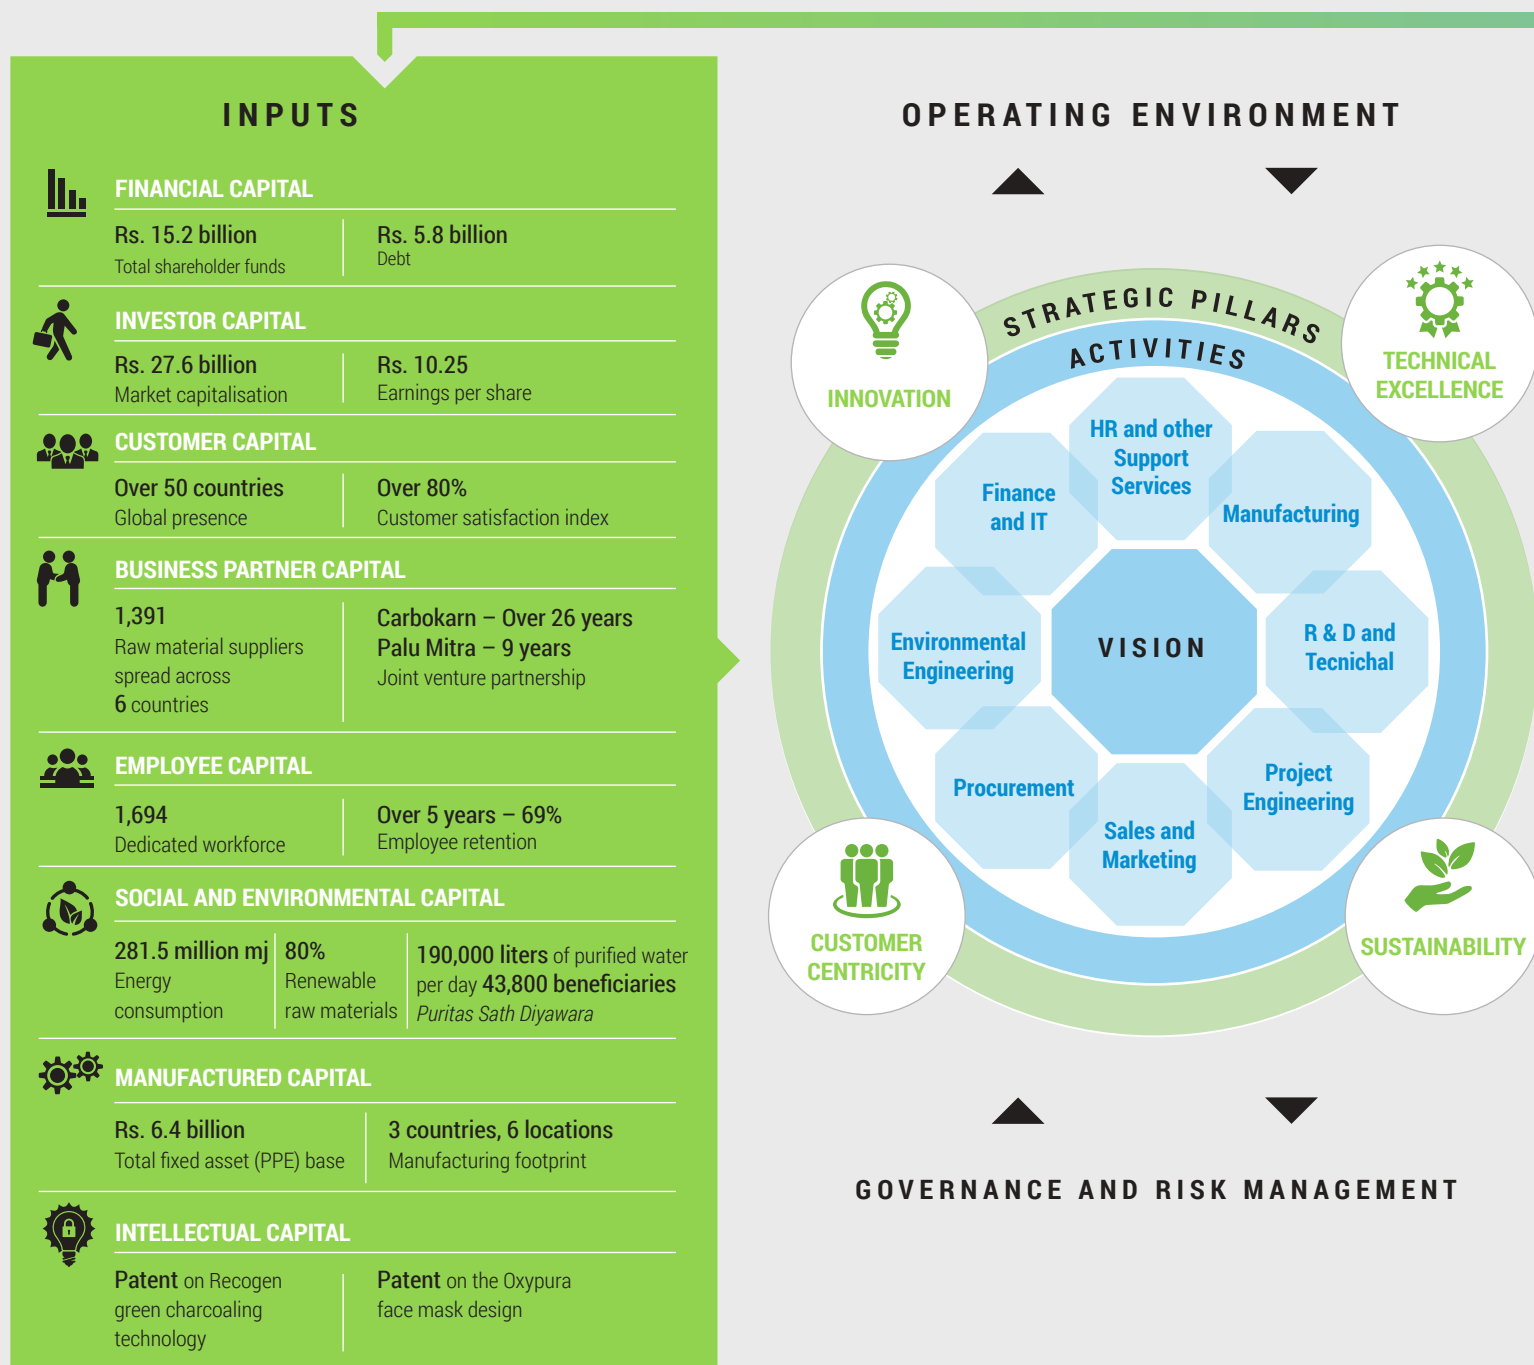 INPUTS
FINANCIAL CAPITAL
Rs. 15.2 billion
Total shareholder funds
Rs. 5.8 billion
Debt
INVESTOR CAPITAL
Rs. 27.6 billion
Market capitalisation
Rs. 10.25
Earnings per share
CUSTOMER CAPITAL
Over 50 countries
Global presence
Over 80%
Customer satisfaction index
BUSINESS PARTNER CAPITAL
1,391
Raw material suppliers
spread across
6 countries
Carbokarn – Over 26 years
Palu Mitra – 9 years
Joint venture partnership
EMPLOYEE CAPITAL
1,694
Dedicated workforce
Over 5 years – 69%
Employee retention
SOCIAL AND ENVIRONMENTAL CAPITAL
281.5 million mj
Energy
consumption
80%
Renewable
raw materials
190,000 liters of purified water
per day 43,800 beneficiaries
Puritas Sath Diyawara
MANUFACTURED CAPITAL
Rs. 6.4 billion
Total fixed asset (PPE) base
3 countries, 6 locations
Manufacturing footprint
INTELLECTUAL CAPITAL
Patent on Recogen
green charcoaling
technology
Patent on the Oxypura
face mask design
OPERATING ENVIRONMENT
STRATEGIC PILLARS
ACTIVITIES
INNOVATION
TECHNICAL
EXCELLENCE
HR and other
Support
Services
Finance
and IT
Manufacturing
Environmental
Engineering
VISION
R & D and
Tecnichal
Procurement
Project
Engineering
Sales and
Marketing
CUSTOMER
CENTRICITY
SUSTAINABILITY
GOVERNANCE AND RISK MANAGEMENT